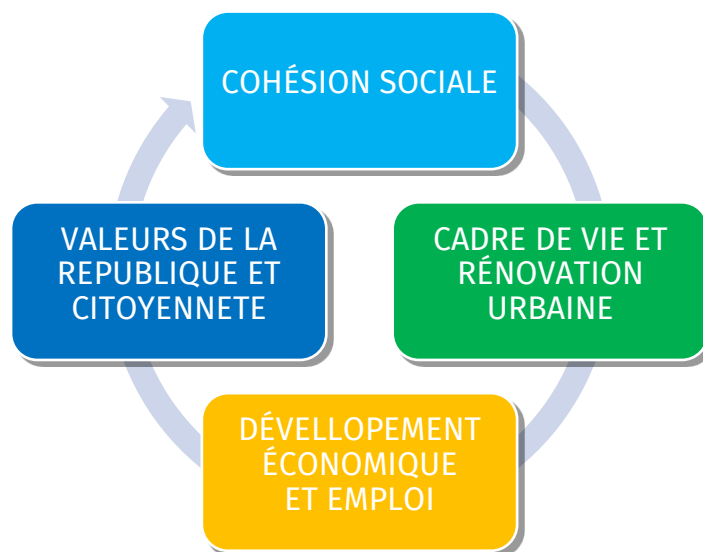 COHÉSION SOCIALE
VALEURS DE LA
REPUBLIQUE ET
CITOYENNETE
CADRE DE VIE ET
RÉNOVATION
URBAINE
DÉVELLOPEMENT
ÉCONOMIQUE
ET EMPLOI